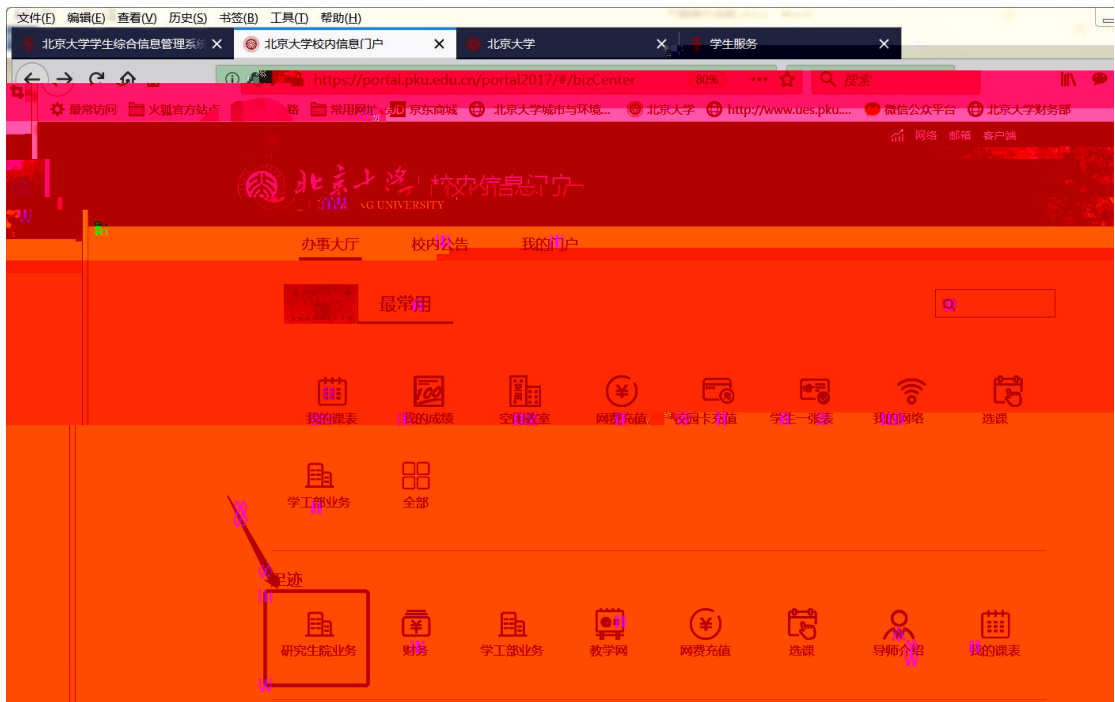 文件(F) 编辑(E) 查看(V) 历史(S) 书签(B) 工具(T) 帮助(H)
北京大学学生综合信息管理系统 北京大学校内信息门户 北京大学 学生服务
https://portal.pku.edu.cn/portal2017/#/bizCenter 80% 搜索
最常访问 火狐官方站点 常用网址 JD 京东商城 北京大学城市与环境... 北京大学 http://www.ues.pku.... 微信公众平台 北京大学财务部
网络 邮箱 客户端
北京大学 校内信息门户
UNIVERSITY
办事大厅 校内公告 我的门户
最常用
我的课表 我的成绩 空闲教室 网费充值 校园卡充值 学生一张表 我的网络 选课
学工部业务 全部
足迹
研究生院业务 财务 学工部业务 教学网 网费充值 选课 导师介绍 我的课表